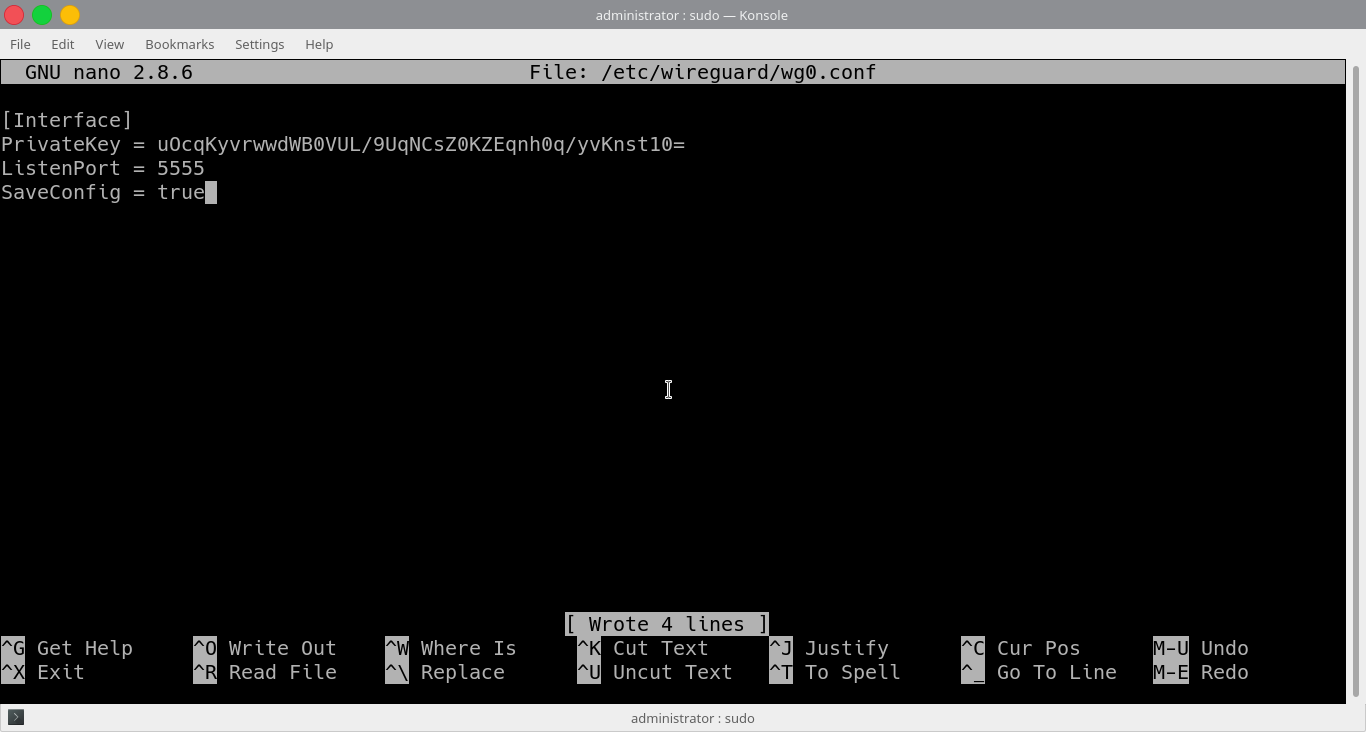 administrator : sudo — Konsole
File Edit View Bookmarks Settings Help
GNU nano 2.8.6 File: /etc/wireguard/wg0.conf
[Interface]
PrivateKey = uOcqKyvrwwdWB0VUL/9UqNCsZ0KZEqnh0q/yvKnst10=
ListenPort = 5555
SaveConfig = true
[ Wrote 4 lines ]
^G Get Help ^O Write Out ^W Where Is ^K Cut Text ^J Justify ^C Cur Pos M-U Undo
^X Exit ^R Read File ^\ Replace ^U Uncut Text ^T To Spell ^_ Go To Line M-E Redo
administrator : sudo